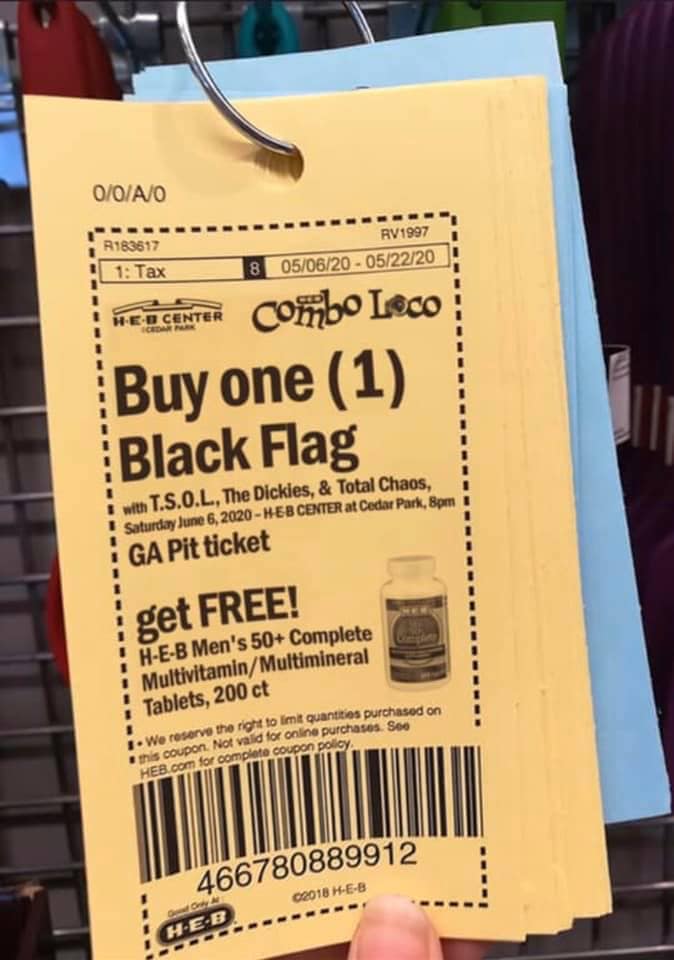 0/0/A/0
R183617 RV1997
1: Tax 8 05/06/20 - 05/22/20
H-E-B CENTER
CEDAR PARK
Combo Loco
Buy one (1)
Black Flag
with T.S.O.L., The Dickies, & Total Chaos,
Saturday June 6, 2020 - H-E-B CENTER at Cedar Park, 8pm
GA Pit ticket
get FREE!
H-E-B Men's 50+ Complete
Multivitamin/Multimineral
Tablets, 200 ct
H-E-B
Complete
• We reserve the right to limit quantities purchased on
this coupon. Not valid for online purchases. See
HEB.com for complete coupon policy.
466780889912
©2018 H-E-B
Good Only At
H-E-B